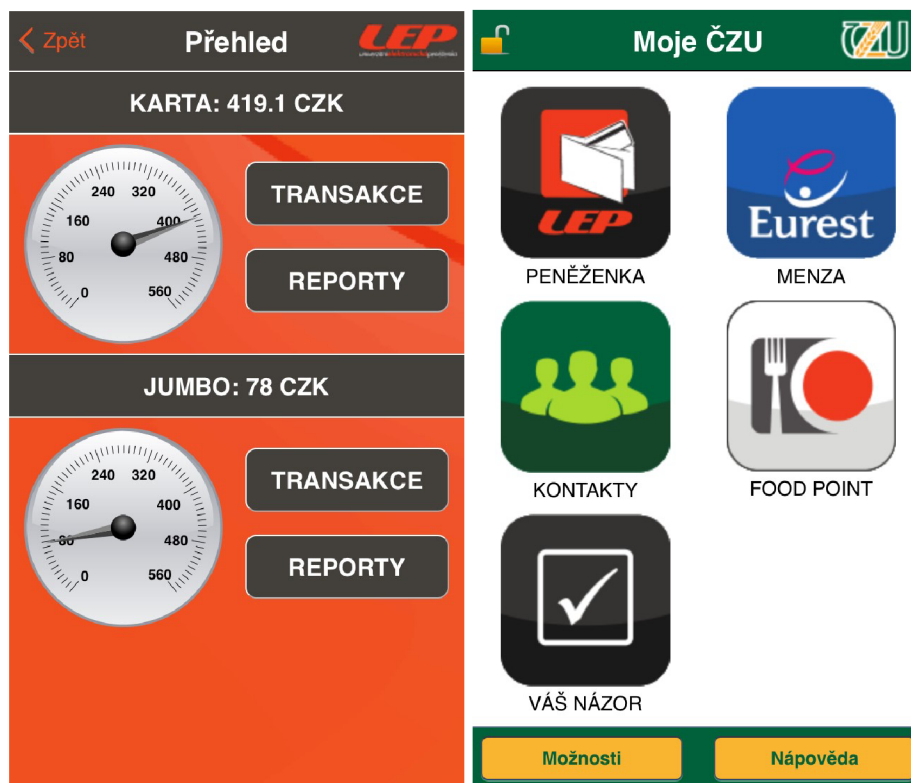 Zpět
Přehled
LEP
KARTA: 419.1 CZK
0
80
160
240
320
400
480
560
TRANSAKCE
REPORTY
JUMBO: 78 CZK
0
80
160
240
320
400
480
560
TRANSAKCE
REPORTY
Moje ČZU
ČZU
LEP
PENĚŽENKA
Eurest
MENZA
KONTAKTY
FOOD POINT
VÁŠ NÁZOR
Možnosti
Nápověda